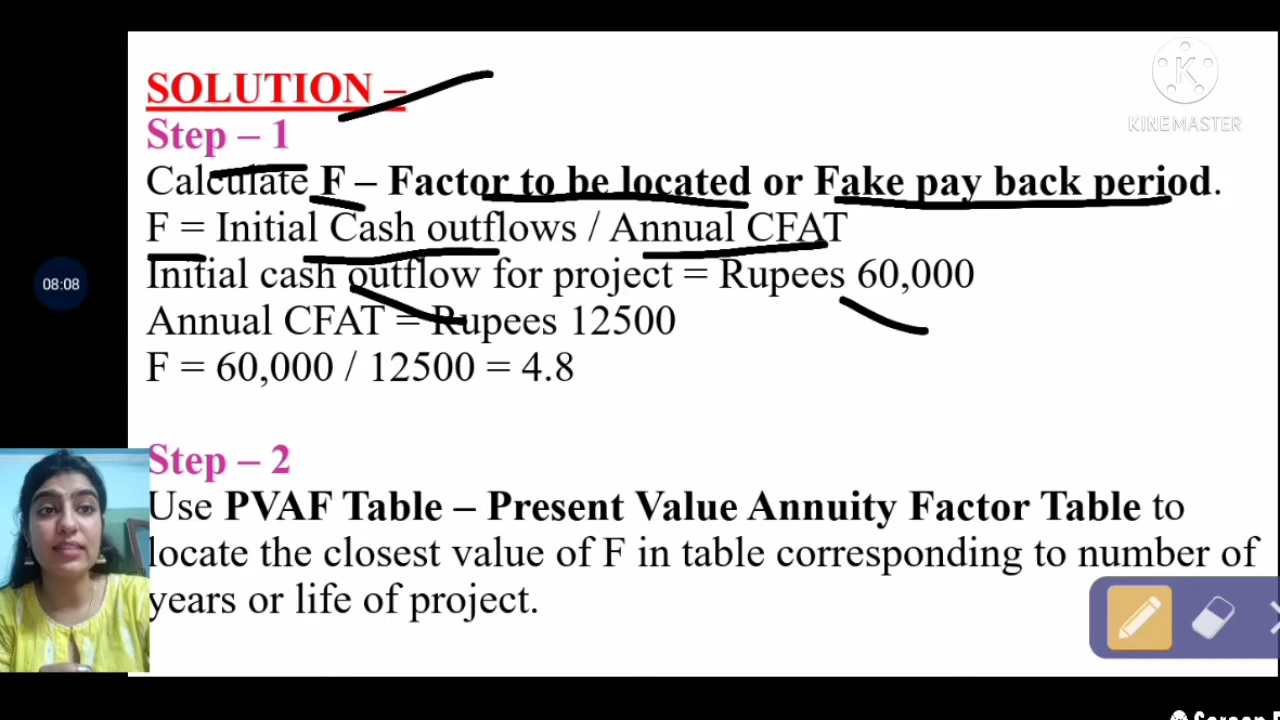 SOLUTION –
Step – 1
Calculate F – Factor to be located or Fake pay back period.
F = Initial Cash outflows / Annual CFAT
Initial cash outflow for project = Rupees 60,000
Annual CFAT = Rupees 12500
F = 60,000 / 12500 = 4.8
Step – 2
Use PVAF Table – Present Value Annuity Factor Table to
locate the closest value of F in table corresponding to number of
years or life of project.
K
KINEMASTER
08:08